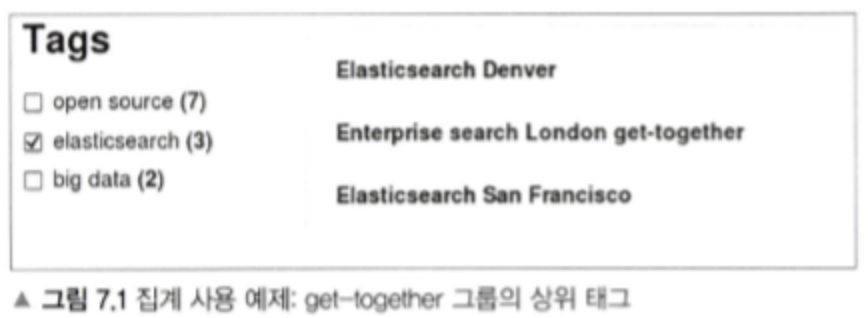 Tags
open source (7)
elasticsearch (3)
big data (2)
Elasticsearch Denver
Enterprise search London get-together
Elasticsearch San Francisco
▲ 그림 7.1 집계 사용 예제: get-together 그룹의 상위 태그